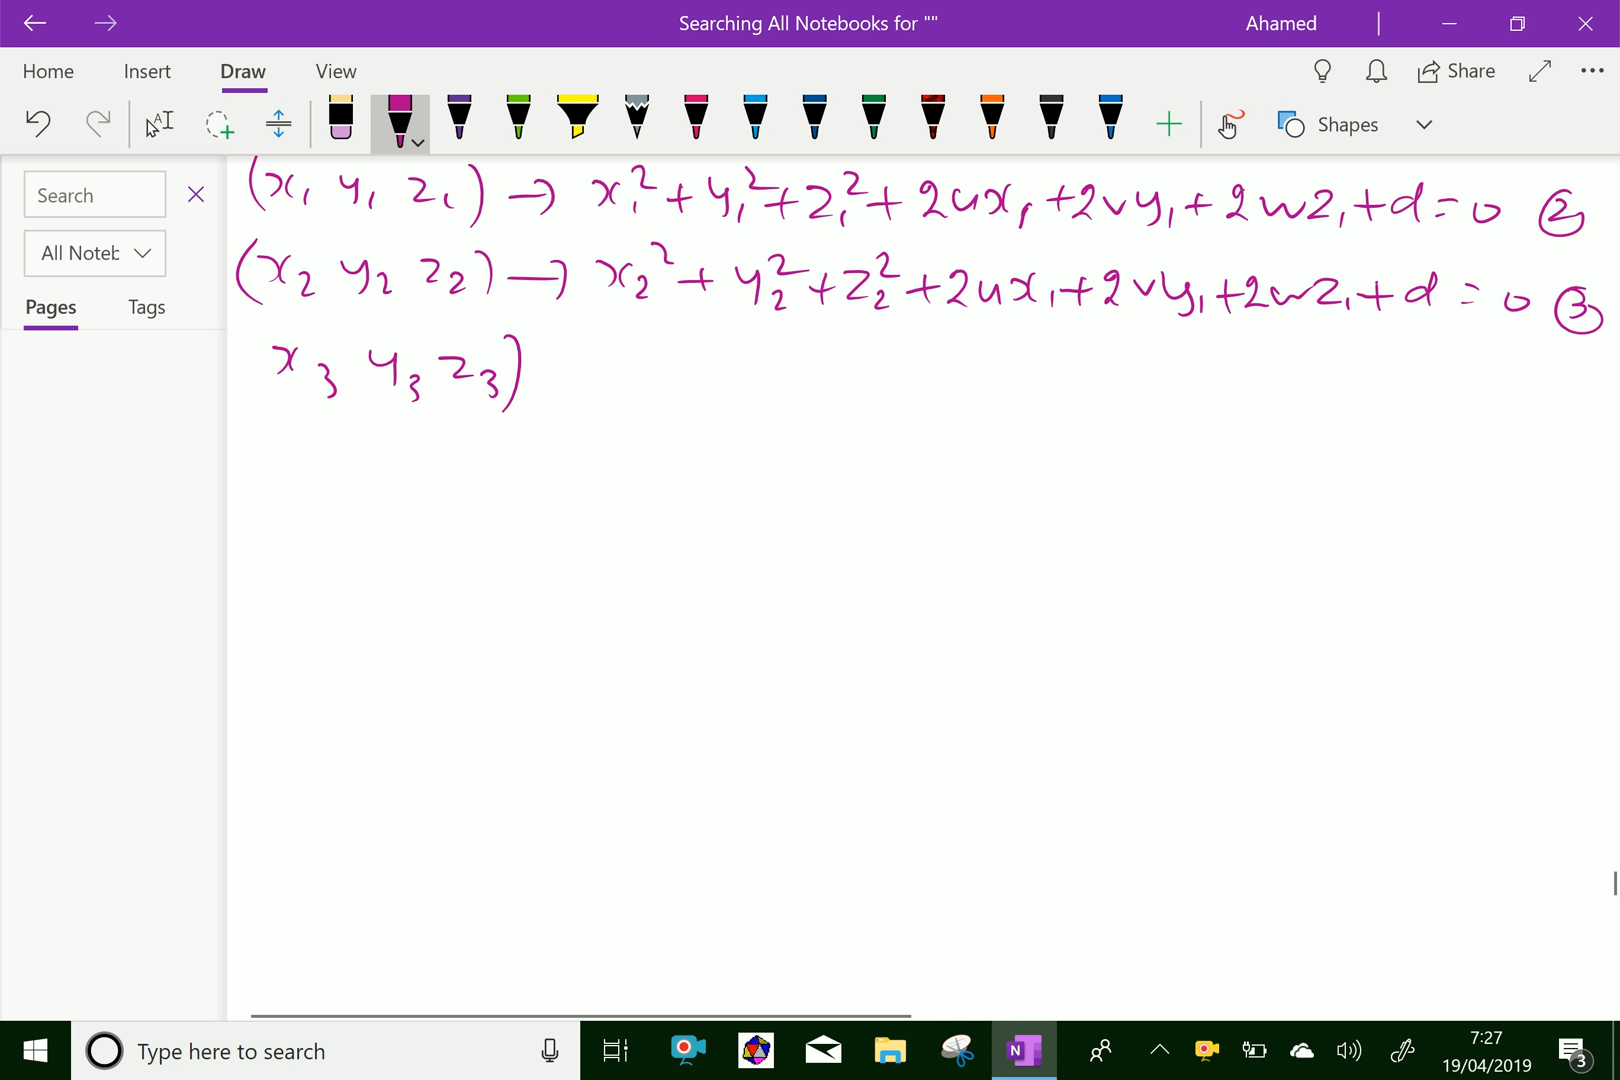 Searching All Notebooks for ""
Ahamed
Home Insert Draw View
Share
Shapes
Search
All Noteb
Pages Tags
(x₁ y₁ z₁) → x₁² + y₁² + z₁² + 2ux₁ + 2vy₁ + 2wz₁ + d = 0 ②
(x₂ y₂ z₂) → x₂² + y₂² + z₂² + 2ux₁ + 2vy₁ + 2wz₁ + d = 0 ③
x₃ y₃ z₃)
Type here to search
N
7:27
19/04/2019
3